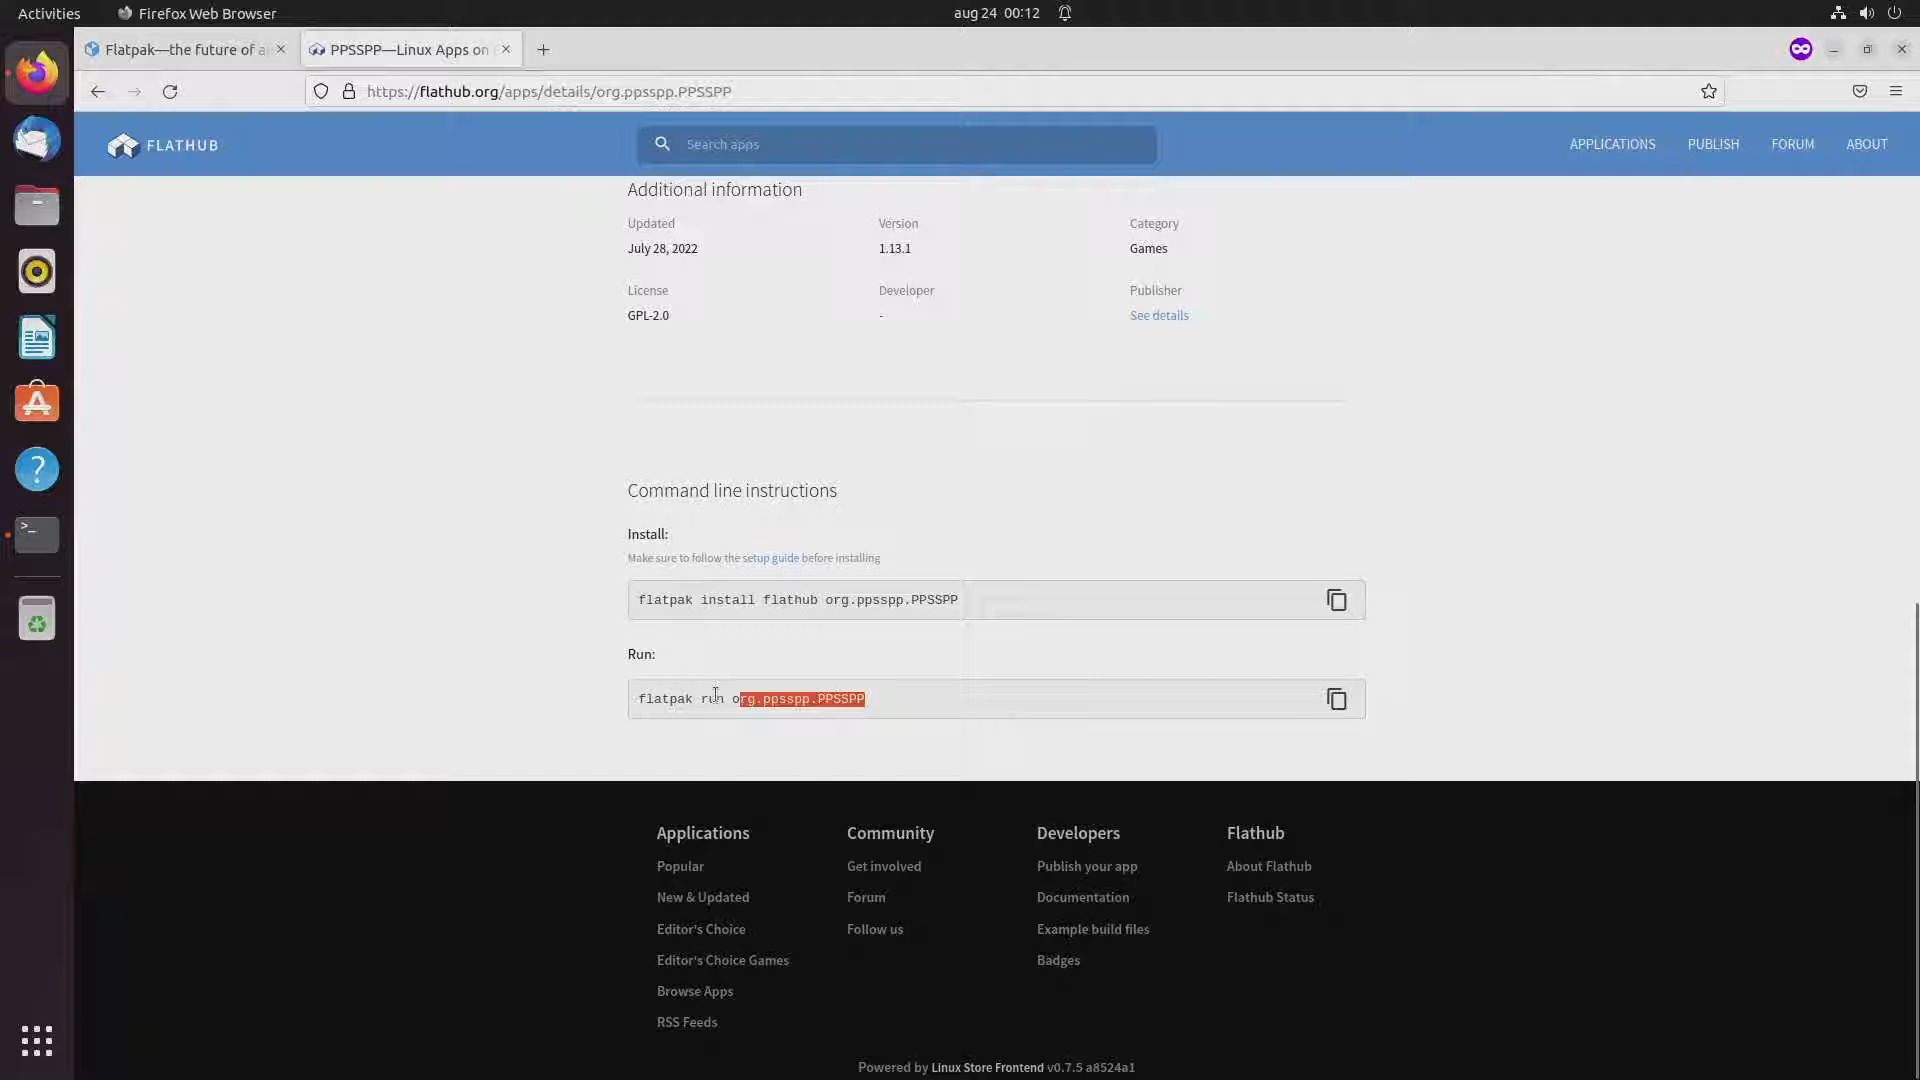 Activities
Firefox Web Browser
aug 24 00:12
Flatpak—the future of a
PPSSPP—Linux Apps on
https://flathub.org/apps/details/org.ppsspp.PPSSPP
FLATHUB
Search apps
APPLICATIONS
PUBLISH
FORUM
ABOUT
Additional information
Updated
Version
Category
July 28, 2022
1.13.1
Games
License
Developer
Publisher
GPL-2.0
-
See details
Command line instructions
Install:
Make sure to follow the setup guide before installing
flatpak install flathub org.ppsspp.PPSSPP
Run:
flatpak run org.ppsspp.PPSSPP
Applications
Community
Developers
Flathub
Popular
Get involved
Publish your app
About Flathub
New & Updated
Forum
Documentation
Flathub Status
Editor's Choice
Follow us
Example build files
Editor's Choice Games
Badges
Browse Apps
RSS Feeds
Powered by Linux Store Frontend v0.7.5 a8524a1